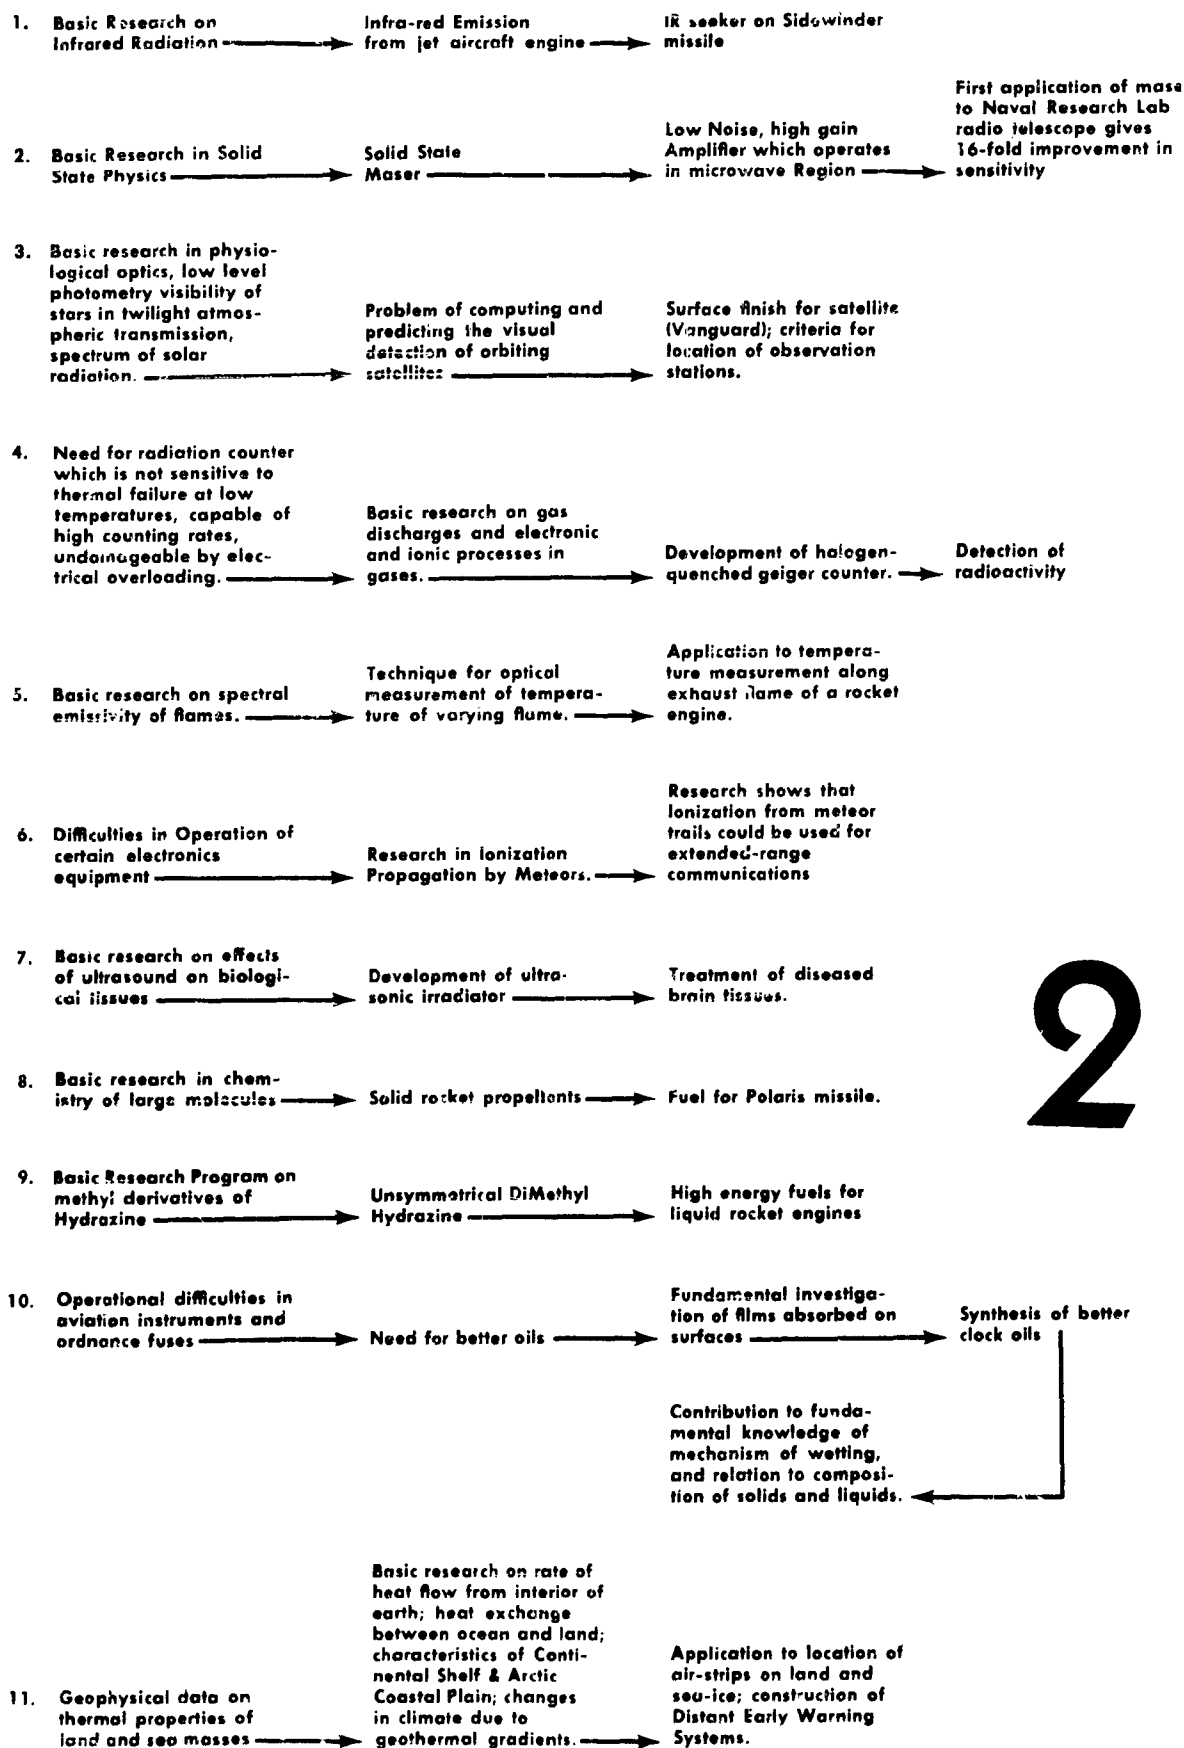 1. Basic Research on
Infrared Radiation
Infra-red Emission
from jet aircraft engine
IR seeker on Sidewinder
missile
2. Basic Research in Solid
State Physics
Solid State
Maser
Low Noise, high gain
Amplifier which operates
in microwave Region
First application of mase
to Naval Research Lab
radio telescope gives
16-fold improvement in
sensitivity
3. Basic research in physio-
logical optics, low level
photometry visibility of
stars in twilight atmos-
pheric transmission,
spectrum of solar
radiation.
Problem of computing and
predicting the visual
detection of orbiting
satellites
Surface finish for satellite
(Vanguard); criteria for
location of observation
stations.
4. Need for radiation counter
which is not sensitive to
thermal failure at low
temperatures, capable of
high counting rates,
undamageable by elec-
trical overloading.
Basic research on gas
discharges and electronic
and ionic processes in
gases.
Development of halogen-
quenched geiger counter.
Detection of
radioactivity
5. Basic research on spectral
emissivity of flames.
Technique for optical
measurement of tempera-
ture of varying flame.
Application to tempera-
ture measurement along
exhaust flame of a rocket
engine.
6. Difficulties in Operation of
certain electronics
equipment
Research in Ionization
Propagation by Meteors.
Research shows that
Ionization from meteor
trails could be used for
extended-range
communications
7. Basic research on effects
of ultrasound on biologi-
cal tissues
Development of ultra-
sonic irradiator
Treatment of diseased
brain tissues.
8. Basic research in chem-
istry of large molecules
Solid rocket propellants
Fuel for Polaris missile.
2
9. Basic Research Program on
methyl derivatives of
Hydrazine
Unsymmetrical DiMethyl
Hydrazine
High energy fuels for
liquid rocket engines
10. Operational difficulties in
aviation instruments and
ordnance fuses
Need for better oils
Fundamental investiga-
tion of films absorbed on
surfaces
Synthesis of better
clock oils
Contribution to funda-
mental knowledge of
mechanism of wetting,
and relation to composi-
tion of solids and liquids.
11. Geophysical data on
thermal properties of
land and sea masses
Basic research on rate of
heat flow from interior of
earth; heat exchange
between ocean and land;
characteristics of Conti-
nental Shelf & Arctic
Coastal Plain; changes
in climate due to
geothermal gradients.
Application to location of
air-strips on land and
sea-ice; construction of
Distant Early Warning
Systems.